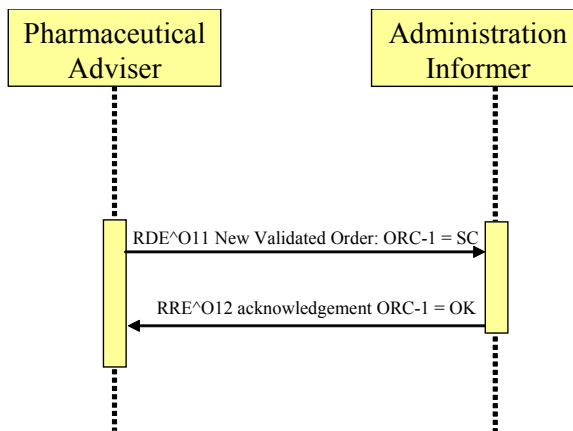 Pharmaceutical
Adviser
Administration
Informer
RDE^O11 New Validated Order: ORC-1 = SC
RRE^O12 acknowledgement ORC-1 = OK